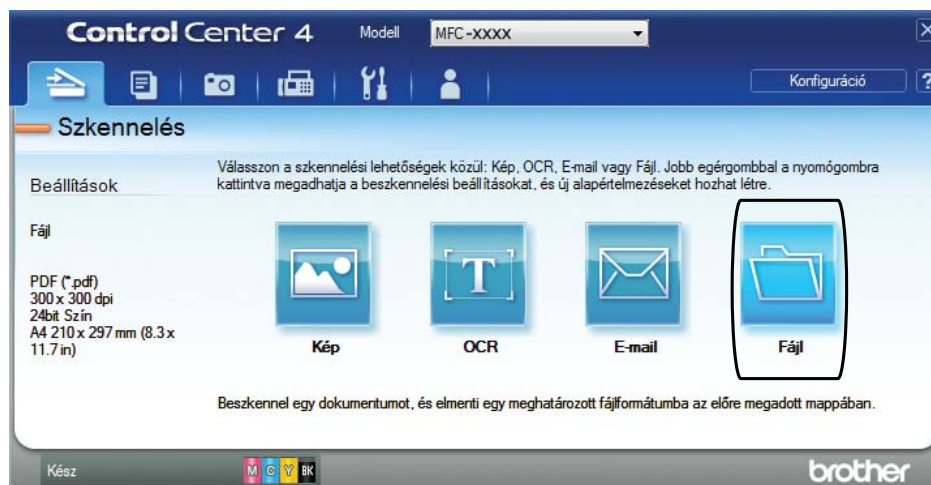 Control Center 4
Modell
MFC-XXXX
Konfiguráció
?
Szkennelés
Beállítások
Fájl
PDF (*.pdf)
300 x 300 dpi
24bit Szín
A4 210 x 297 mm (8.3 x
11.7 in)
Válasszon a szkennelési lehetőségek közül: Kép, OCR, E-mail vagy Fájl. Jobb egérgombbal a nyomógombra
kattintva megadhatja a beszkennelési beállításokat, és új alapértelmezéseket hozhat létre.
T
Kép
OCR
E-mail
Fájl
Beszkennel egy dokumentumot, és elmenti egy meghatározott fájlformátumba az előre megadott mappában.
Kész
M C Y BK
brother